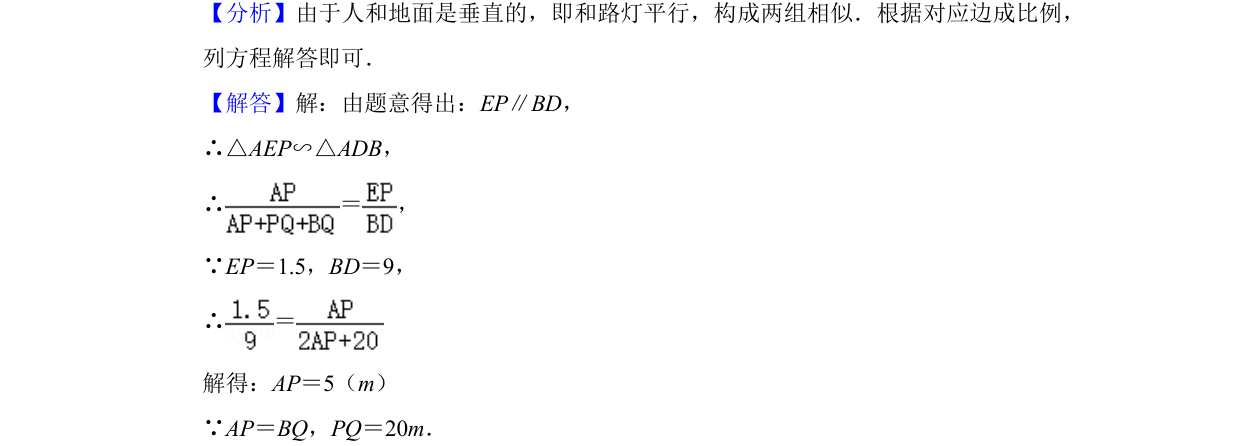 【分析】由于人和地面是垂直的，即和路灯平行，构成两组相似．根据对应边成比例，
列方程解答即可．
【解答】解：由题意得出：EP∥BD，
∴△AEP∽△ADB，
∴AP/(AP+PQ+BQ)=EP/BD，
∵EP＝1.5，BD＝9，
∴1.5/9=AP/(2AP+20)
解得：AP＝5（m）
∵AP＝BQ，PQ＝20m．